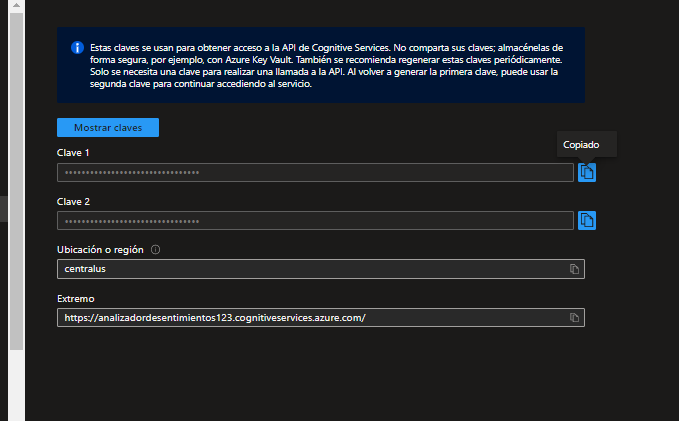 Estas claves se usan para obtener acceso a la API de Cognitive Services. No comparta sus claves; almacénelas de
forma segura, por ejemplo, con Azure Key Vault. También se recomienda regenerar estas claves periódicamente.
Solo se necesita una clave para realizar una llamada a la API. Al volver a generar la primera clave, puede usar la
segunda clave para continuar accediendo al servicio.
Mostrar claves
Copiado
Clave 1
••••••••••••••••••••••••••••••••
Clave 2
••••••••••••••••••••••••••••••••
Ubicación o región
centralus
Extremo
https://analizadordesentimientos123.cognitiveservices.azure.com/